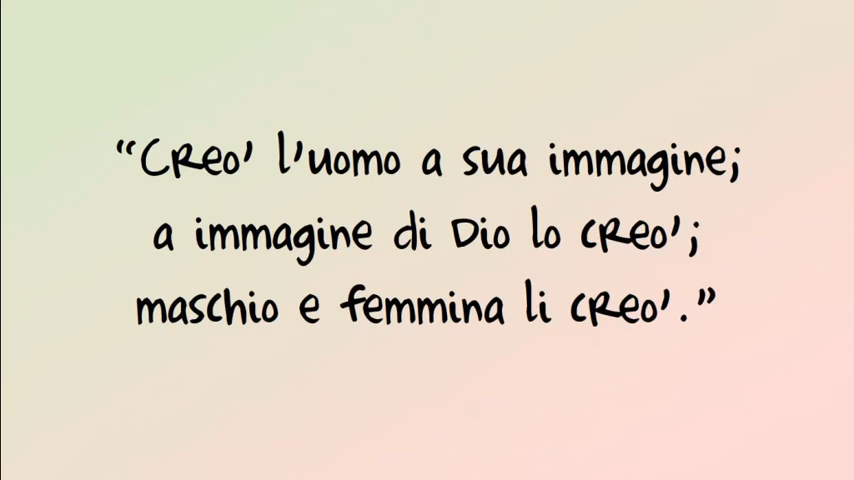 “Creo' l'uomo a sua immagine;
a immagine di Dio lo creo';
maschio e femmina li creo'.”